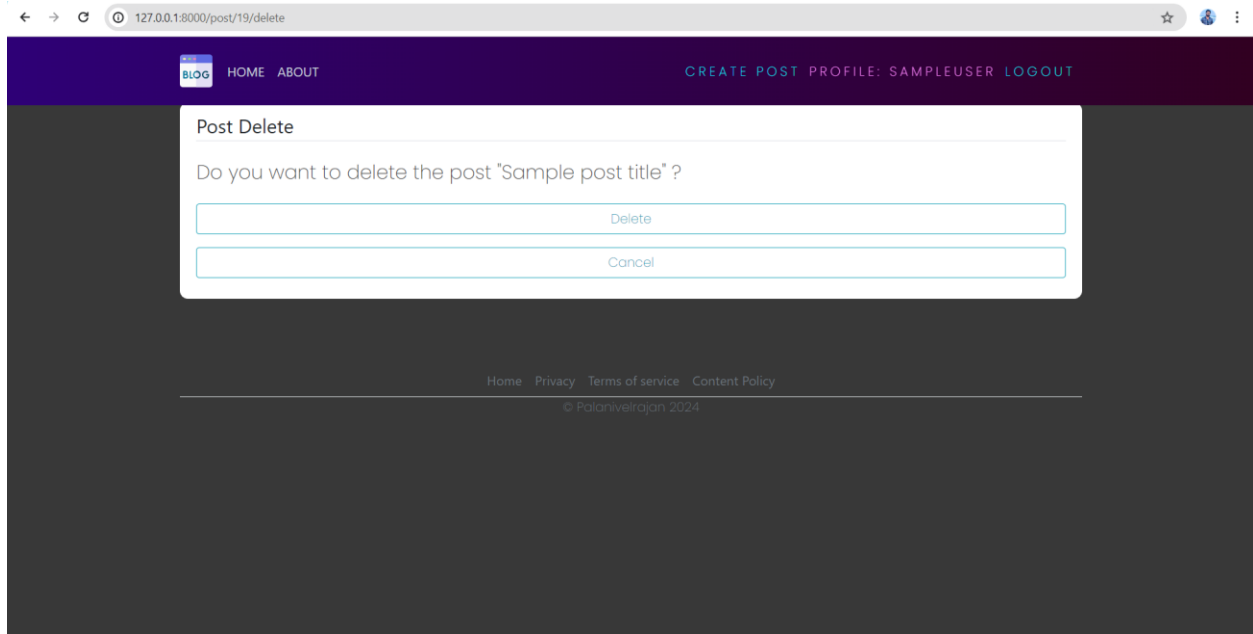 127.0.0.1:8000/post/19/delete
BLOG HOME ABOUT CREATE POST PROFILE: SAMPLEUSER LOGOUT
Post Delete
Do you want to delete the post "Sample post title" ?
Delete
Cancel
Home Privacy Terms of service Content Policy
© Palanivelrajan 2024